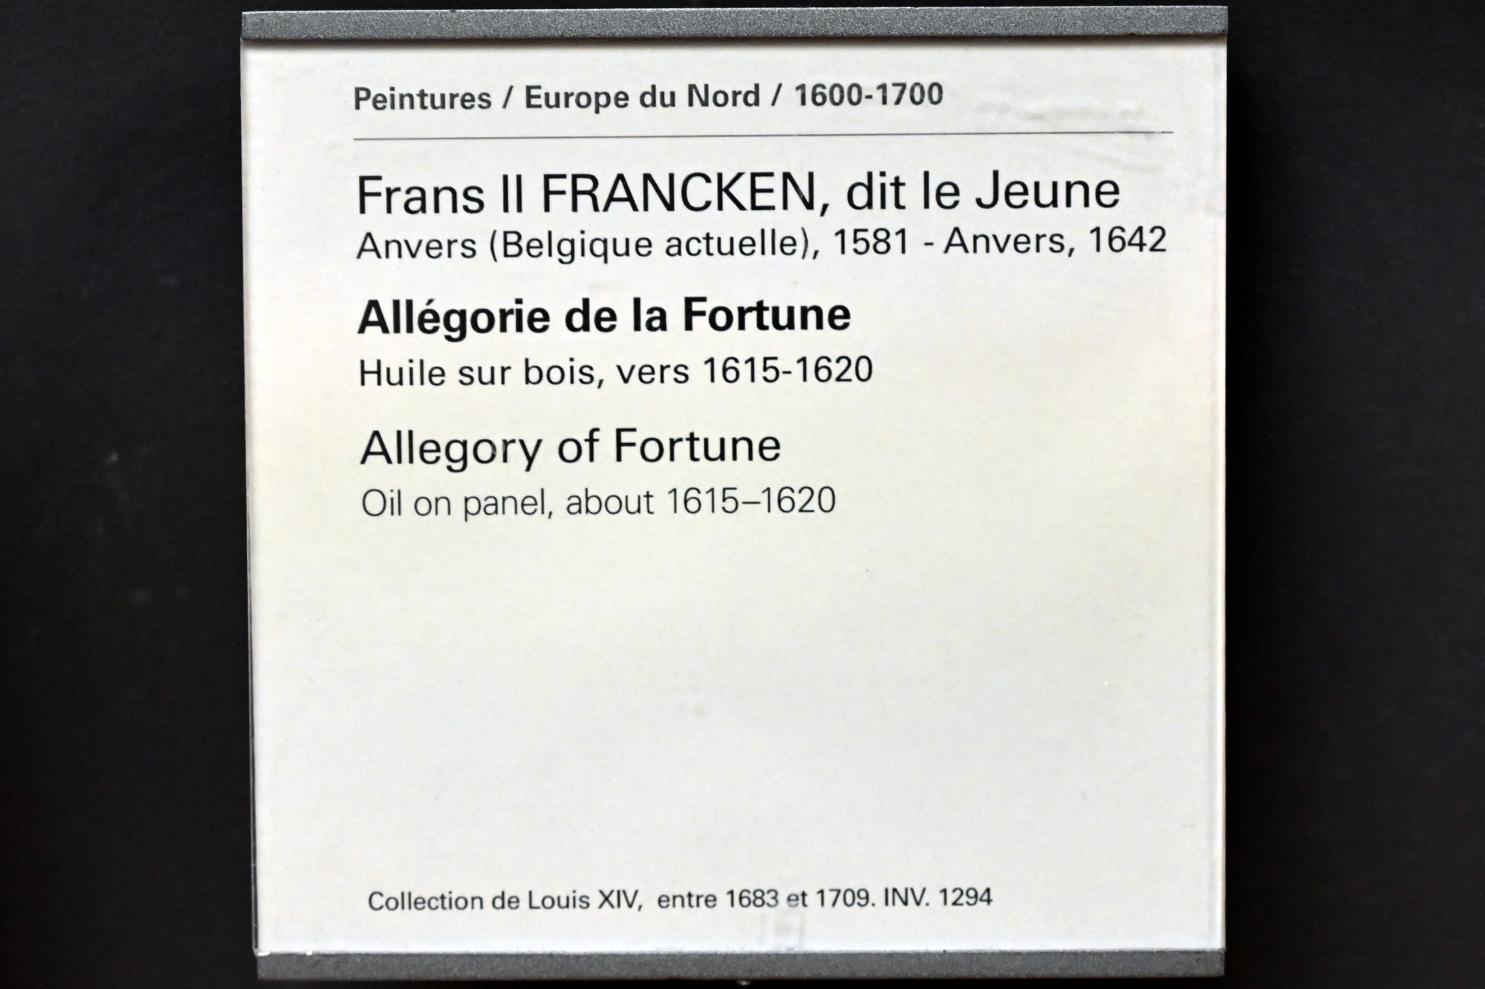 Peintures / Europe du Nord / 1600-1700
Frans II FRANCKEN, dit le Jeune
Anvers (Belgique actuelle), 1581 - Anvers, 1642
Allégorie de la Fortune
Huile sur bois, vers 1615-1620
Allegory of Fortune
Oil on panel, about 1615–1620
Collection de Louis XIV, entre 1683 et 1709. INV. 1294